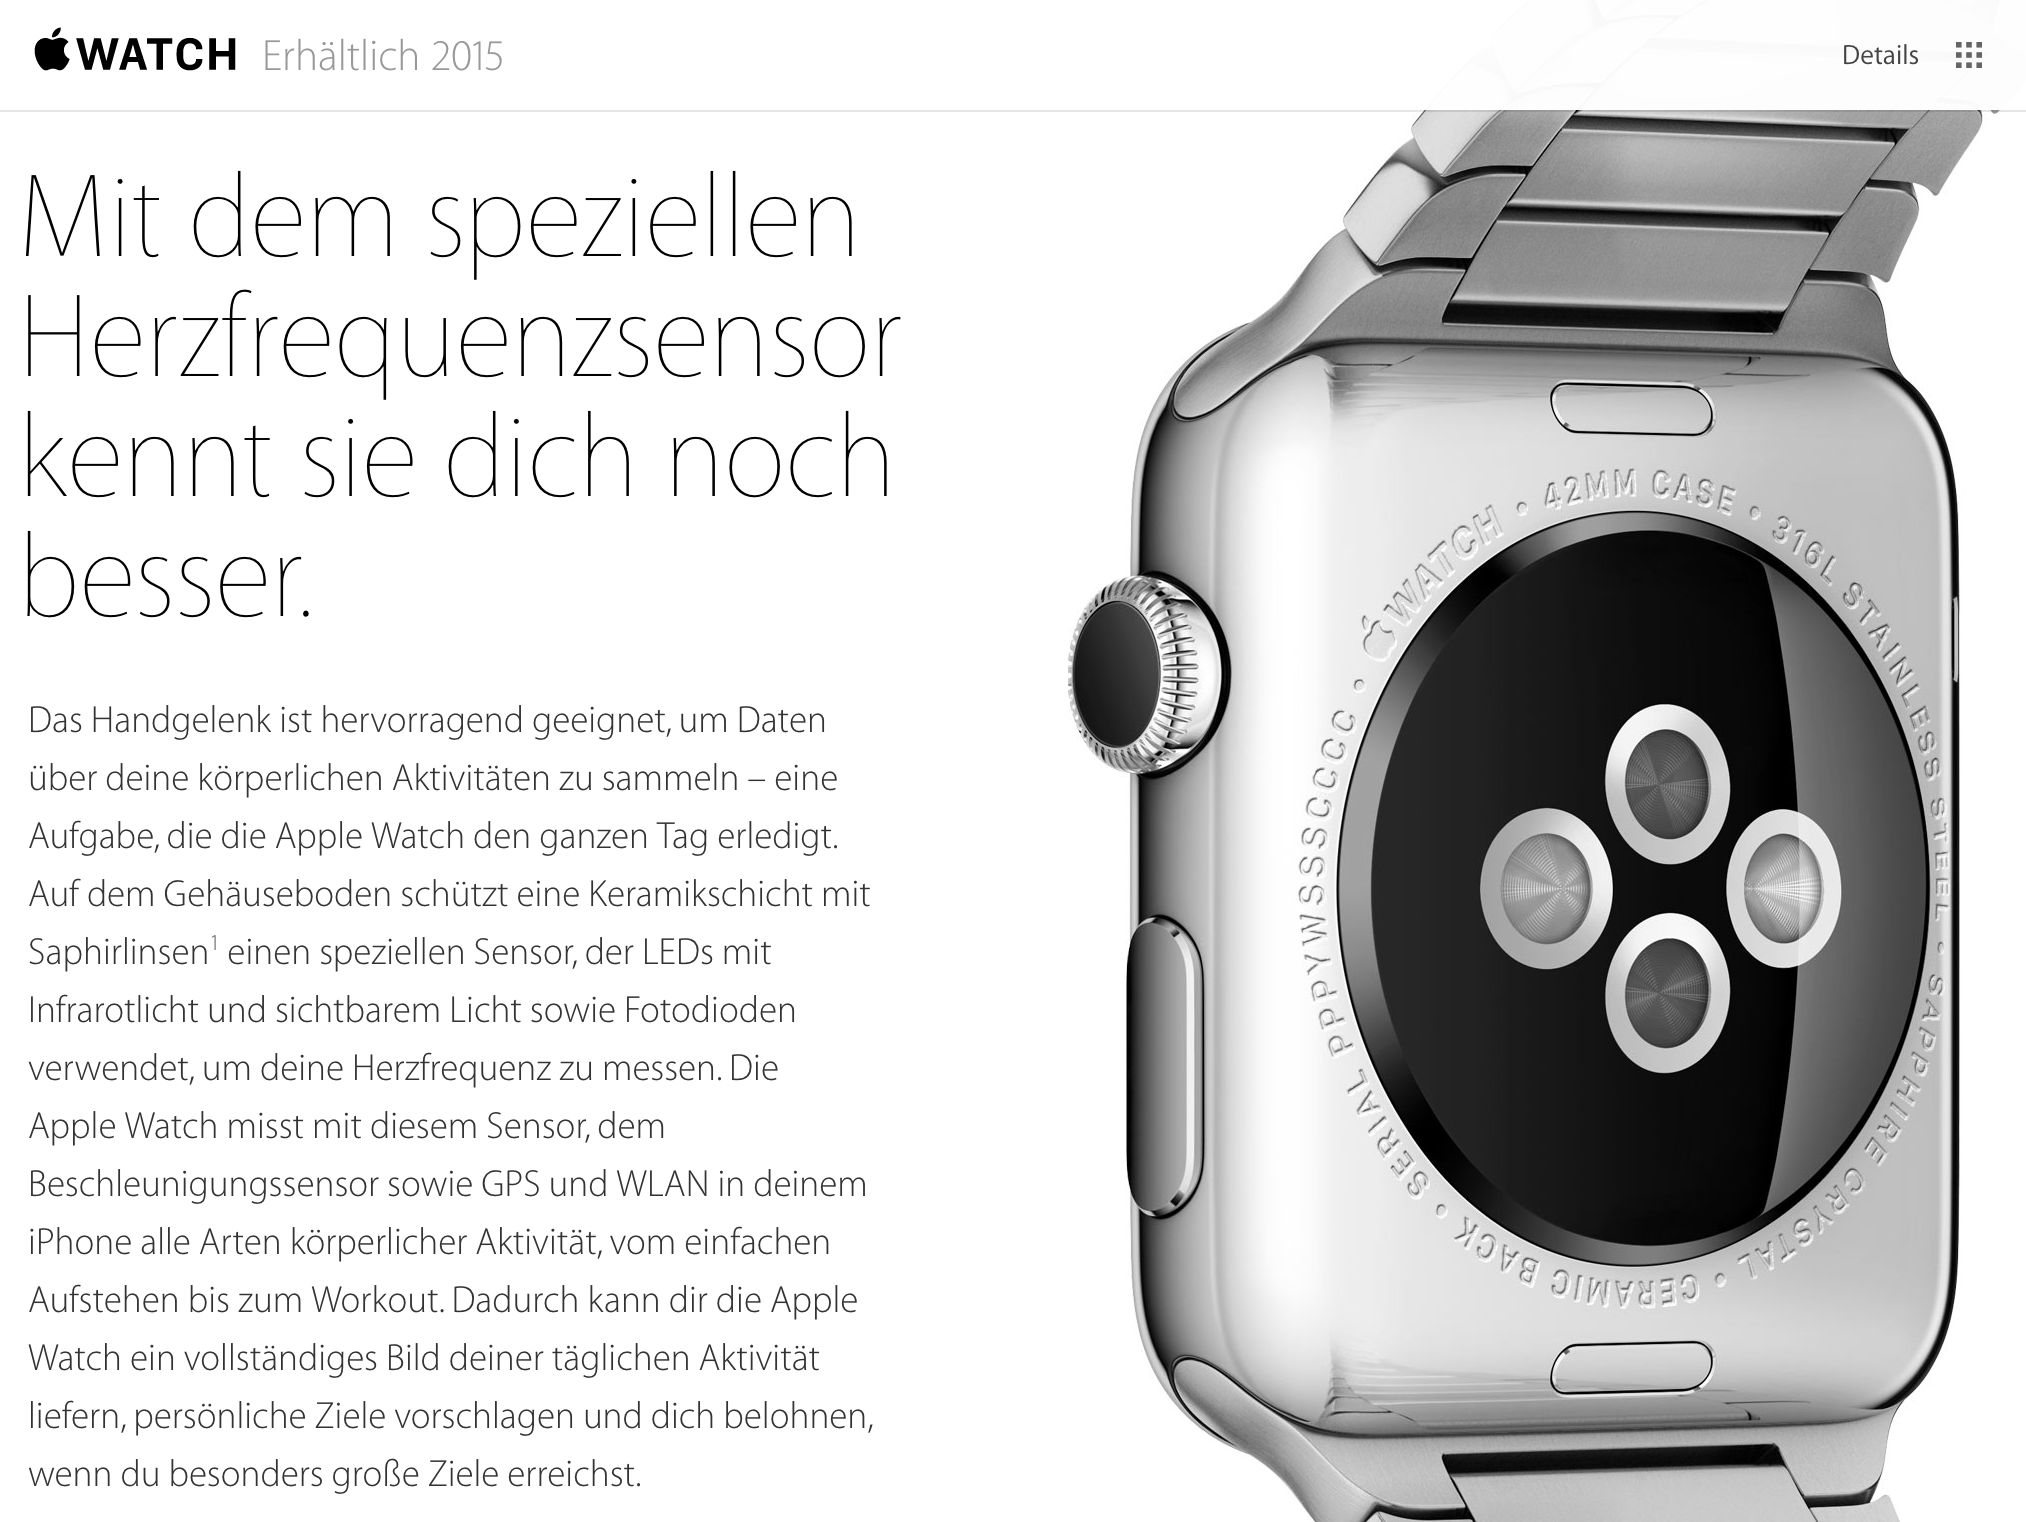 WATCH Erhältlich 2015
Details
Mit dem speziellen
Herzfrequenzsensor
kennt sie dich noch
besser.
Das Handgelenk ist hervorragend geeignet, um Daten
über deine körperlichen Aktivitäten zu sammeln – eine
Aufgabe, die die Apple Watch den ganzen Tag erledigt.
Auf dem Gehäuseboden schützt eine Keramikschicht mit
Saphirlinsen¹ einen speziellen Sensor, der LEDs mit
Infrarotlicht und sichtbarem Licht sowie Fotodioden
verwendet, um deine Herzfrequenz zu messen. Die
Apple Watch misst mit diesem Sensor, dem
Beschleunigungssensor sowie GPS und WLAN in deinem
iPhone alle Arten körperlicher Aktivität, vom einfachen
Aufstehen bis zum Workout. Dadurch kann dir die Apple
Watch ein vollständiges Bild deiner täglichen Aktivität
liefern, persönliche Ziele vorschlagen und dich belohnen,
wenn du besonders große Ziele erreichst.
WATCH • 42MM CASE • 316L STAINLESS STEEL • SAPPHIRE CRYSTAL • CERAMIC BACK • SERIAL PPPYWSSSCCCC •